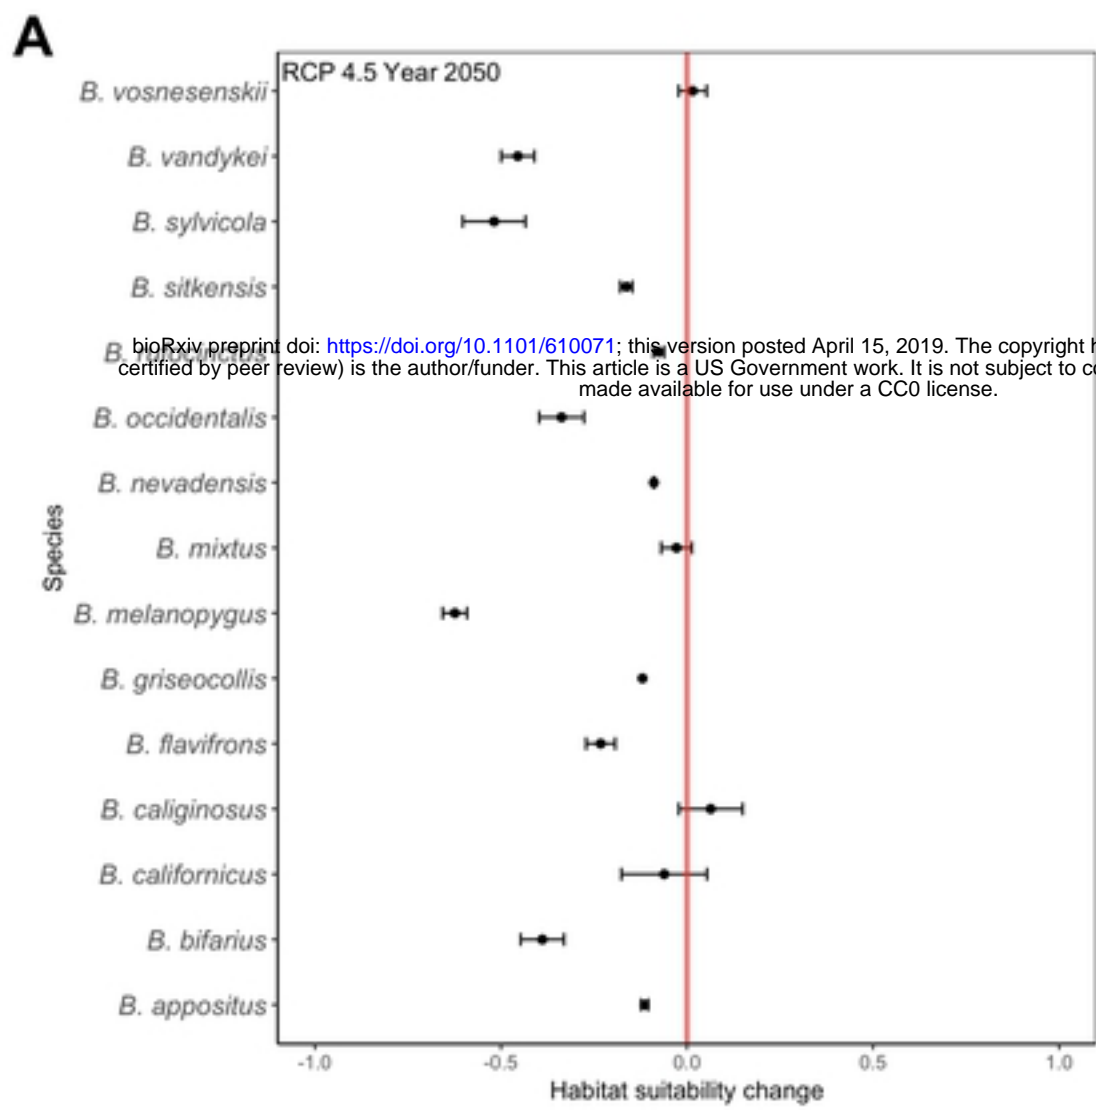 A
RCP 4.5 Year 2050
B. vosnesenskii
B. vandykei
B. sylvicola
B. sitkensis
B. rufocinctus
bioRxiv preprint doi: https://doi.org/10.1101/610071; this version posted April 15, 2019. The copyright h
certified by peer review) is the author/funder. This article is a US Government work. It is not subject to co
made available for use under a CC0 license.
B. occidentalis
B. nevadensis
B. mixtus
B. melanopygus
B. griseocollis
B. flavifrons
B. caliginosus
B. californicus
B. bifarius
B. appositus
Species
-1.0 -0.5 0.0 0.5 1.0
Habitat suitability change